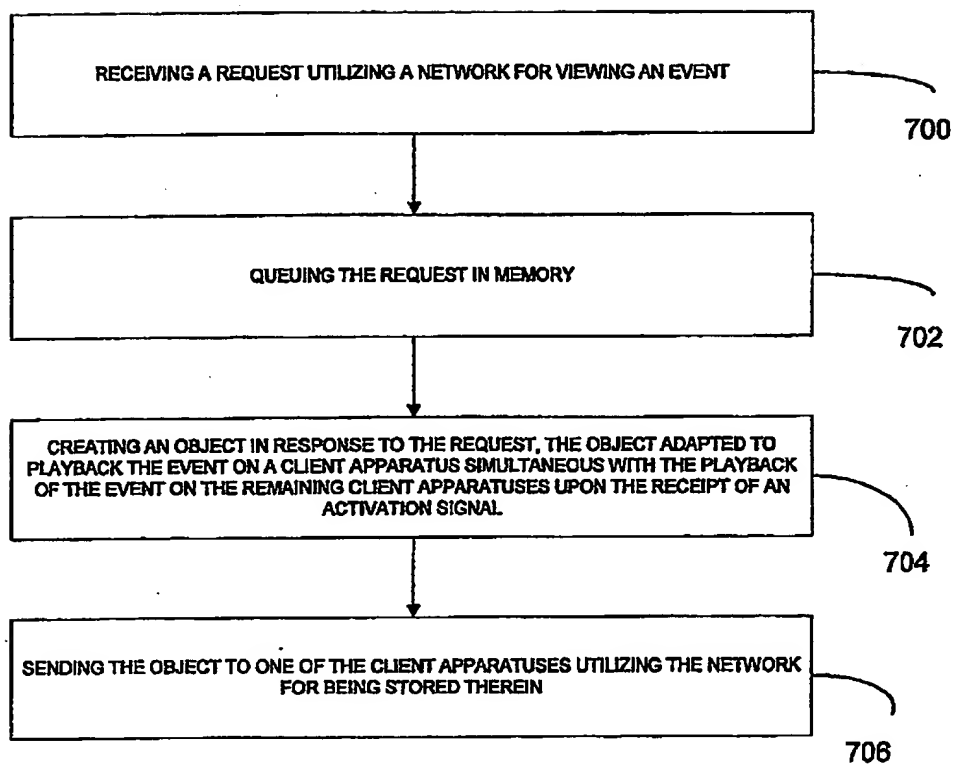 RECEIVING A REQUEST UTILIZING A NETWORK FOR VIEWING AN EVENT
700
QUEUING THE REQUEST IN MEMORY
702
CREATING AN OBJECT IN RESPONSE TO THE REQUEST, THE OBJECT ADAPTED TO
PLAYBACK THE EVENT ON A CLIENT APPARATUS SIMULTANEOUS WITH THE PLAYBACK
OF THE EVENT ON THE REMAINING CLIENT APPARATUSES UPON THE RECEIPT OF AN
ACTIVATION SIGNAL
704
SENDING THE OBJECT TO ONE OF THE CLIENT APPARATUSES UTILIZING THE NETWORK
FOR BEING STORED THEREIN
706